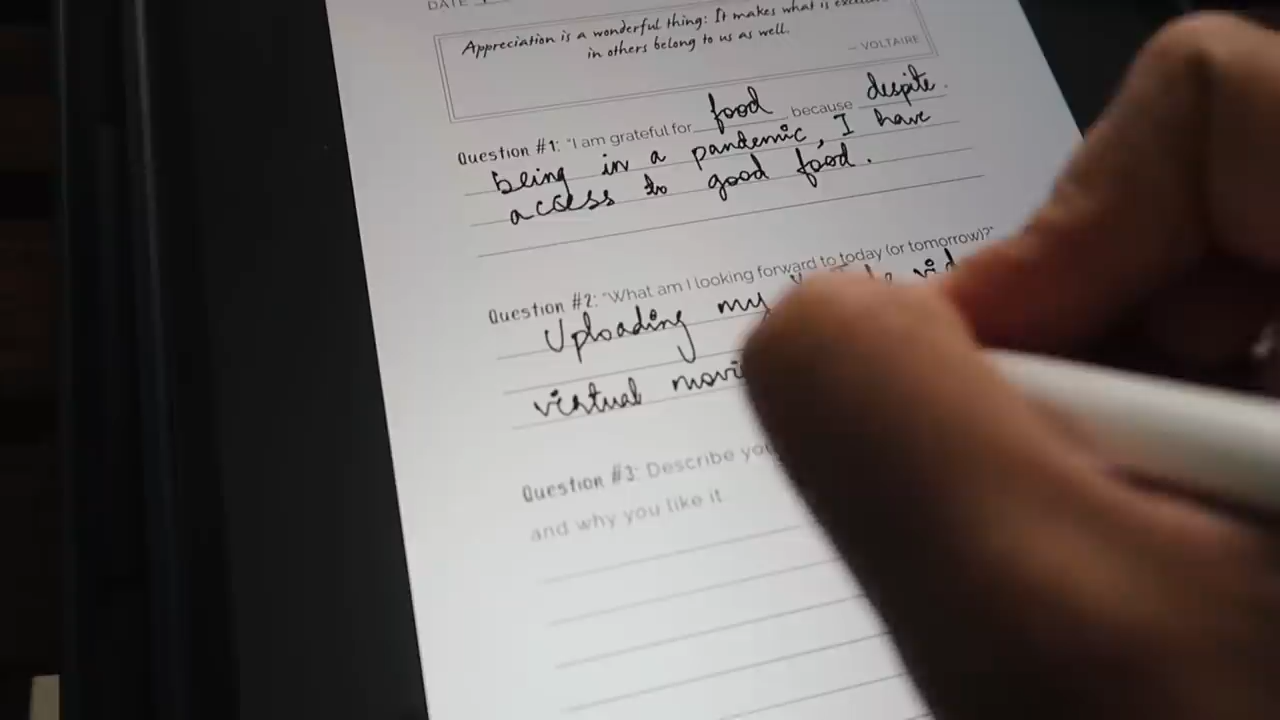 DATE
Appreciation is a wonderful thing: It makes what is
in others belong to us as well.
— VOLTAIRE
Question #1: "I am grateful for food because despite
being in a pandemic, I have
access to good food.
Question #2: "What am I looking forward to today (or tomorrow)?"
Uploading my
virtual
Question #3: Describe
and why you like it.